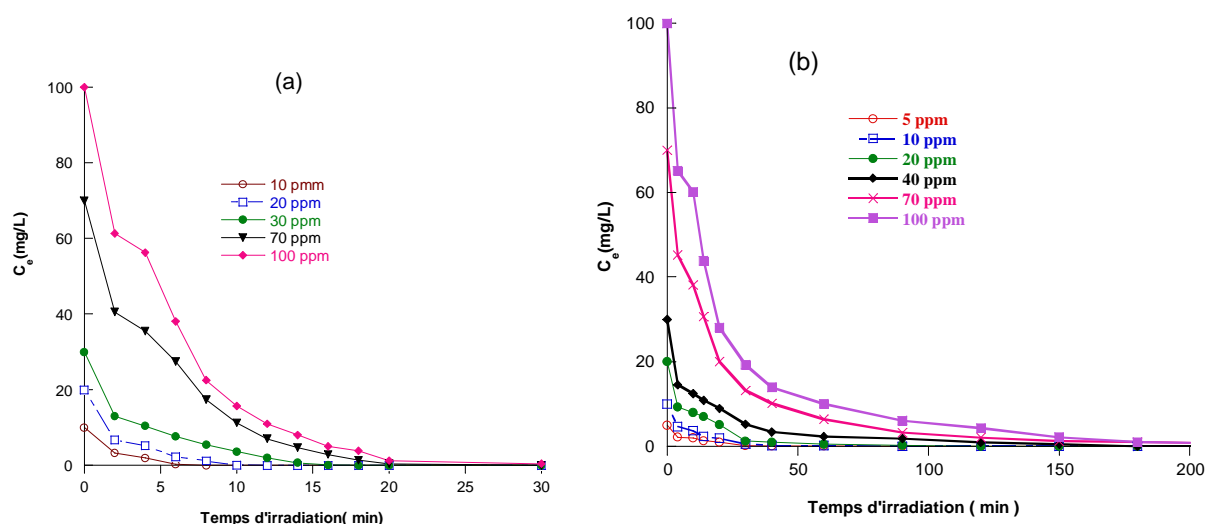 (a)
100
80
60
40
20
0
C_e(mg/L)
10 pmm
20 ppm
30 ppm
70 ppm
100 ppm
0 5 10 15 20 25 30
Temps d'irradiation( min)
(b)
100
80
60
40
20
0
C_e(mg/L)
5 ppm
10 ppm
20 ppm
40 ppm
70 ppm
100 ppm
0 50 100 150 200
Temps d'irradiation ( min )